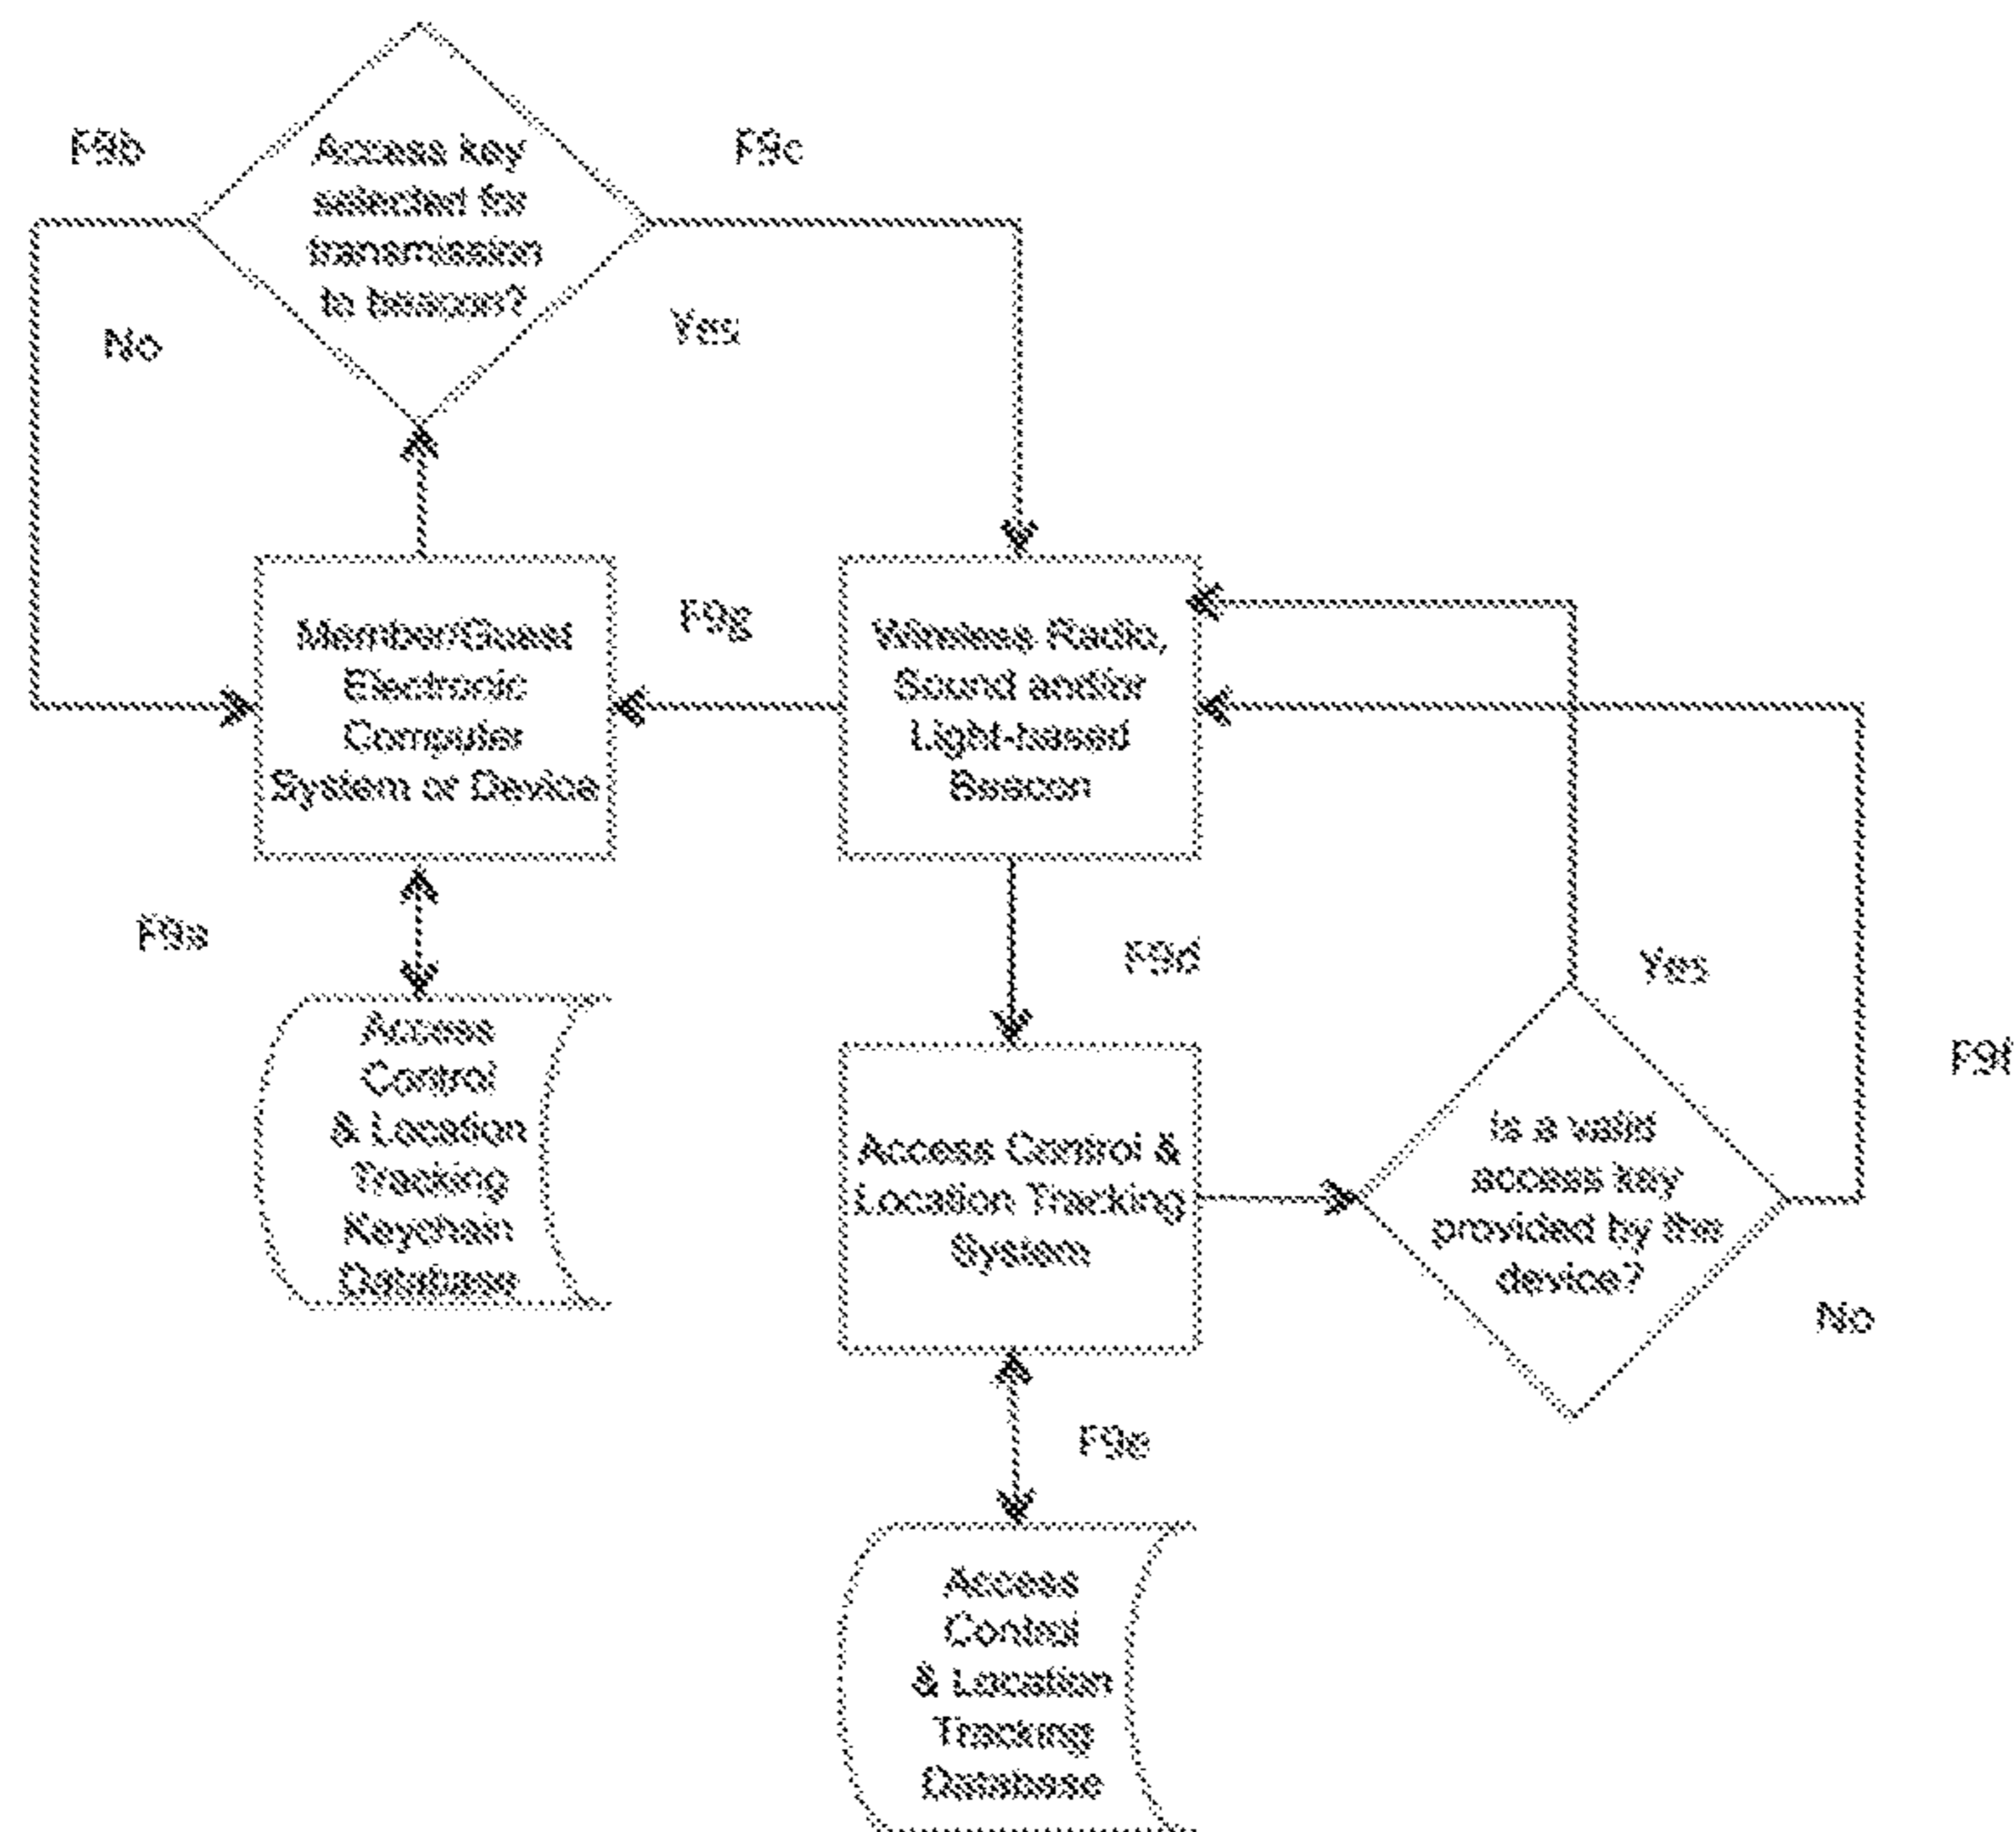 F9b
Access key
selected for
transmission
to beacon?
F9c
No
Yes
Member/Guest
Electronic
Computer
System or Device
F9g
Wireless Radio,
Sound and/or
Light-based
Beacon
F9a
F9d
Yes
F9f
Access
Control
& Location
Tracking
Keychain
Database
Access Control &
Location Tracking
System
is a valid
access key
provided by the
device?
No
F9e
Access
Control
& Location
Tracking
Database